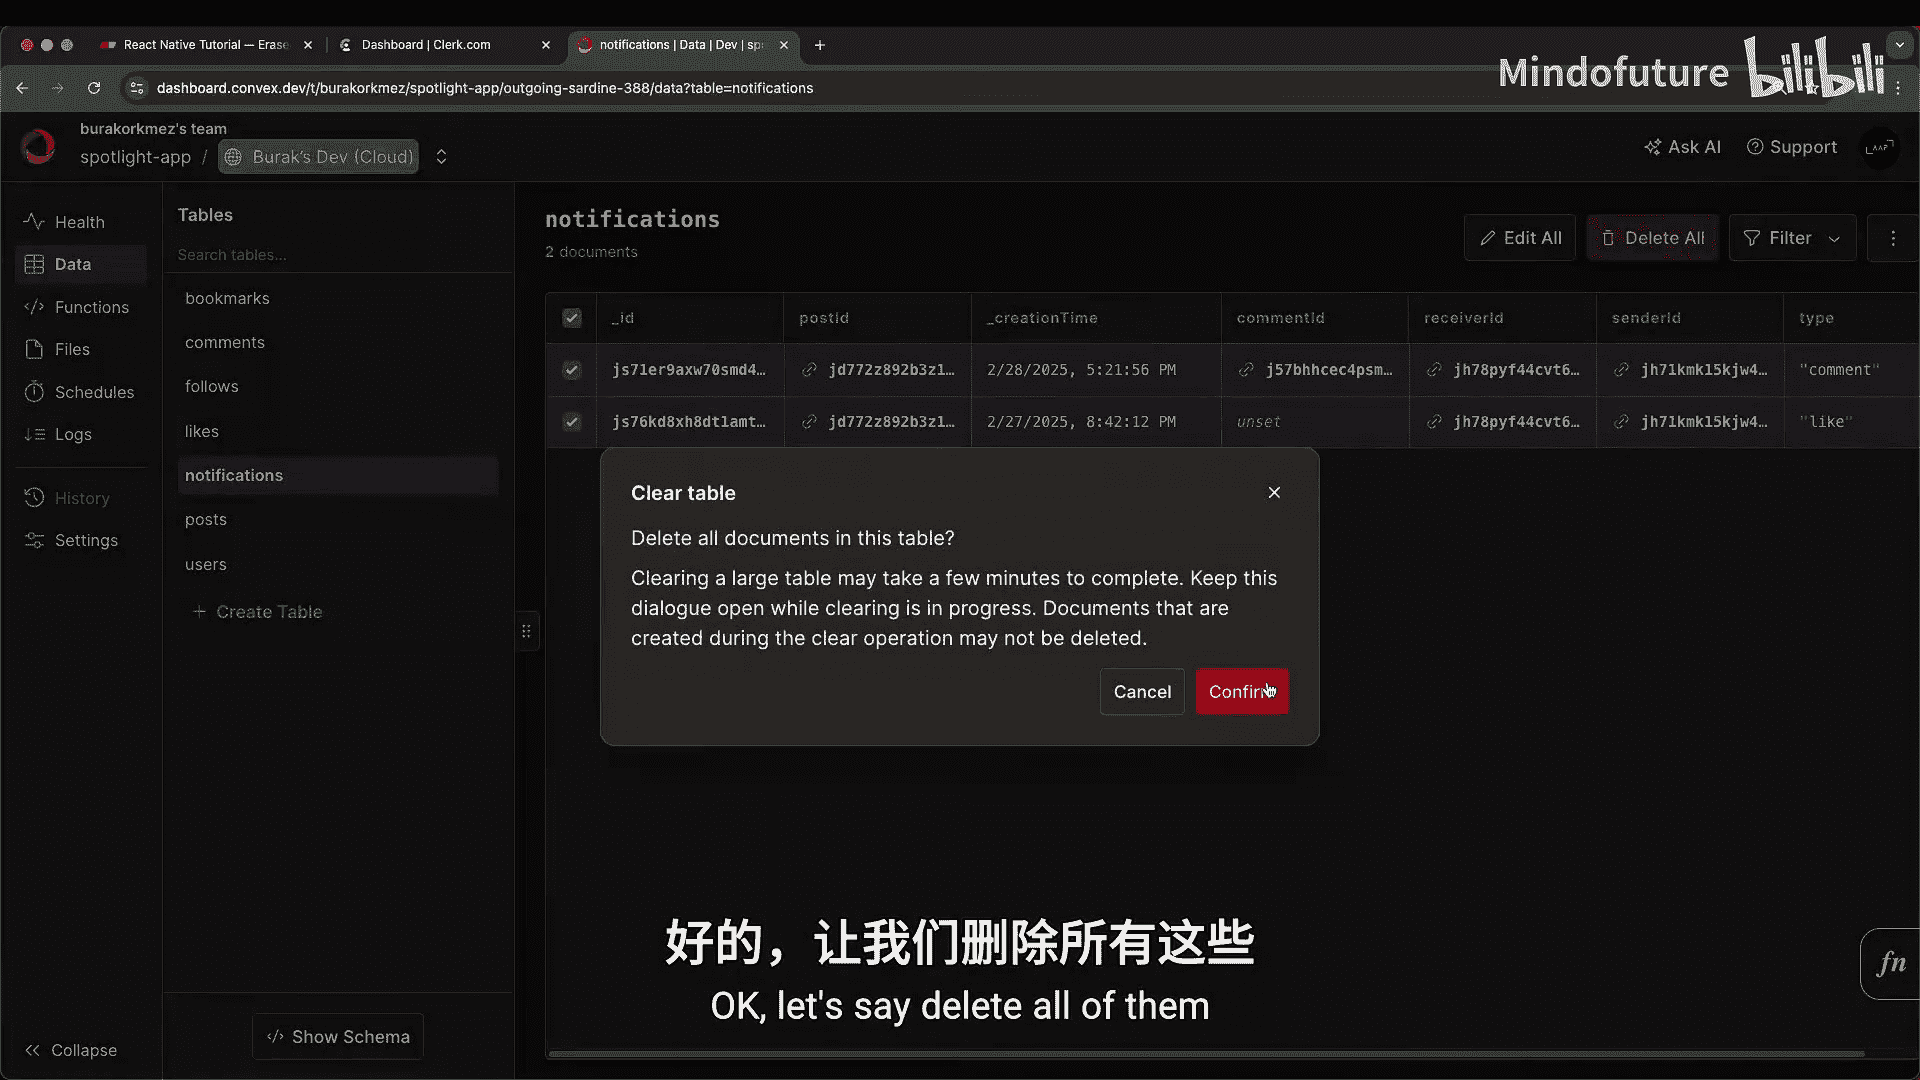 React Native Tutorial — Erase
Dashboard | Clerk.com
notifications | Data | Dev | sp
dashboard.convex.dev/t/burakorkmez/spotlight-app/outgoing-sardine-388/data?table=notifications
Mindofuture bilibili
burakorkmez's team
spotlight-app / Burak's Dev (Cloud)
Ask AI
Support
Health
Data
Functions
Files
Schedules
Logs
History
Settings
Collapse
Tables
Search tables...
bookmarks
comments
follows
likes
notifications
posts
users
+ Create Table
Show Schema
notifications
2 documents
Edit All
Delete All
Filter
_id postId _creationTime commentId receiverId senderId type
js71er9axw70smd4… jd772z892b3z1… 2/28/2025, 5:21:56 PM j57bhhcec4psm… jh78pyf44cvt6… jh71kmk15kjw4… "comment"
js76kd8xh8dtlamt… jd772z892b3z1… 2/27/2025, 8:42:12 PM unset jh78pyf44cvt6… jh71kmk15kjw4… "like"
Clear table
Delete all documents in this table?
Clearing a large table may take a few minutes to complete. Keep this
dialogue open while clearing is in progress. Documents that are
created during the clear operation may not be deleted.
Cancel
Confirm
fn
好的，让我们删除所有这些
OK, let's say delete all of them